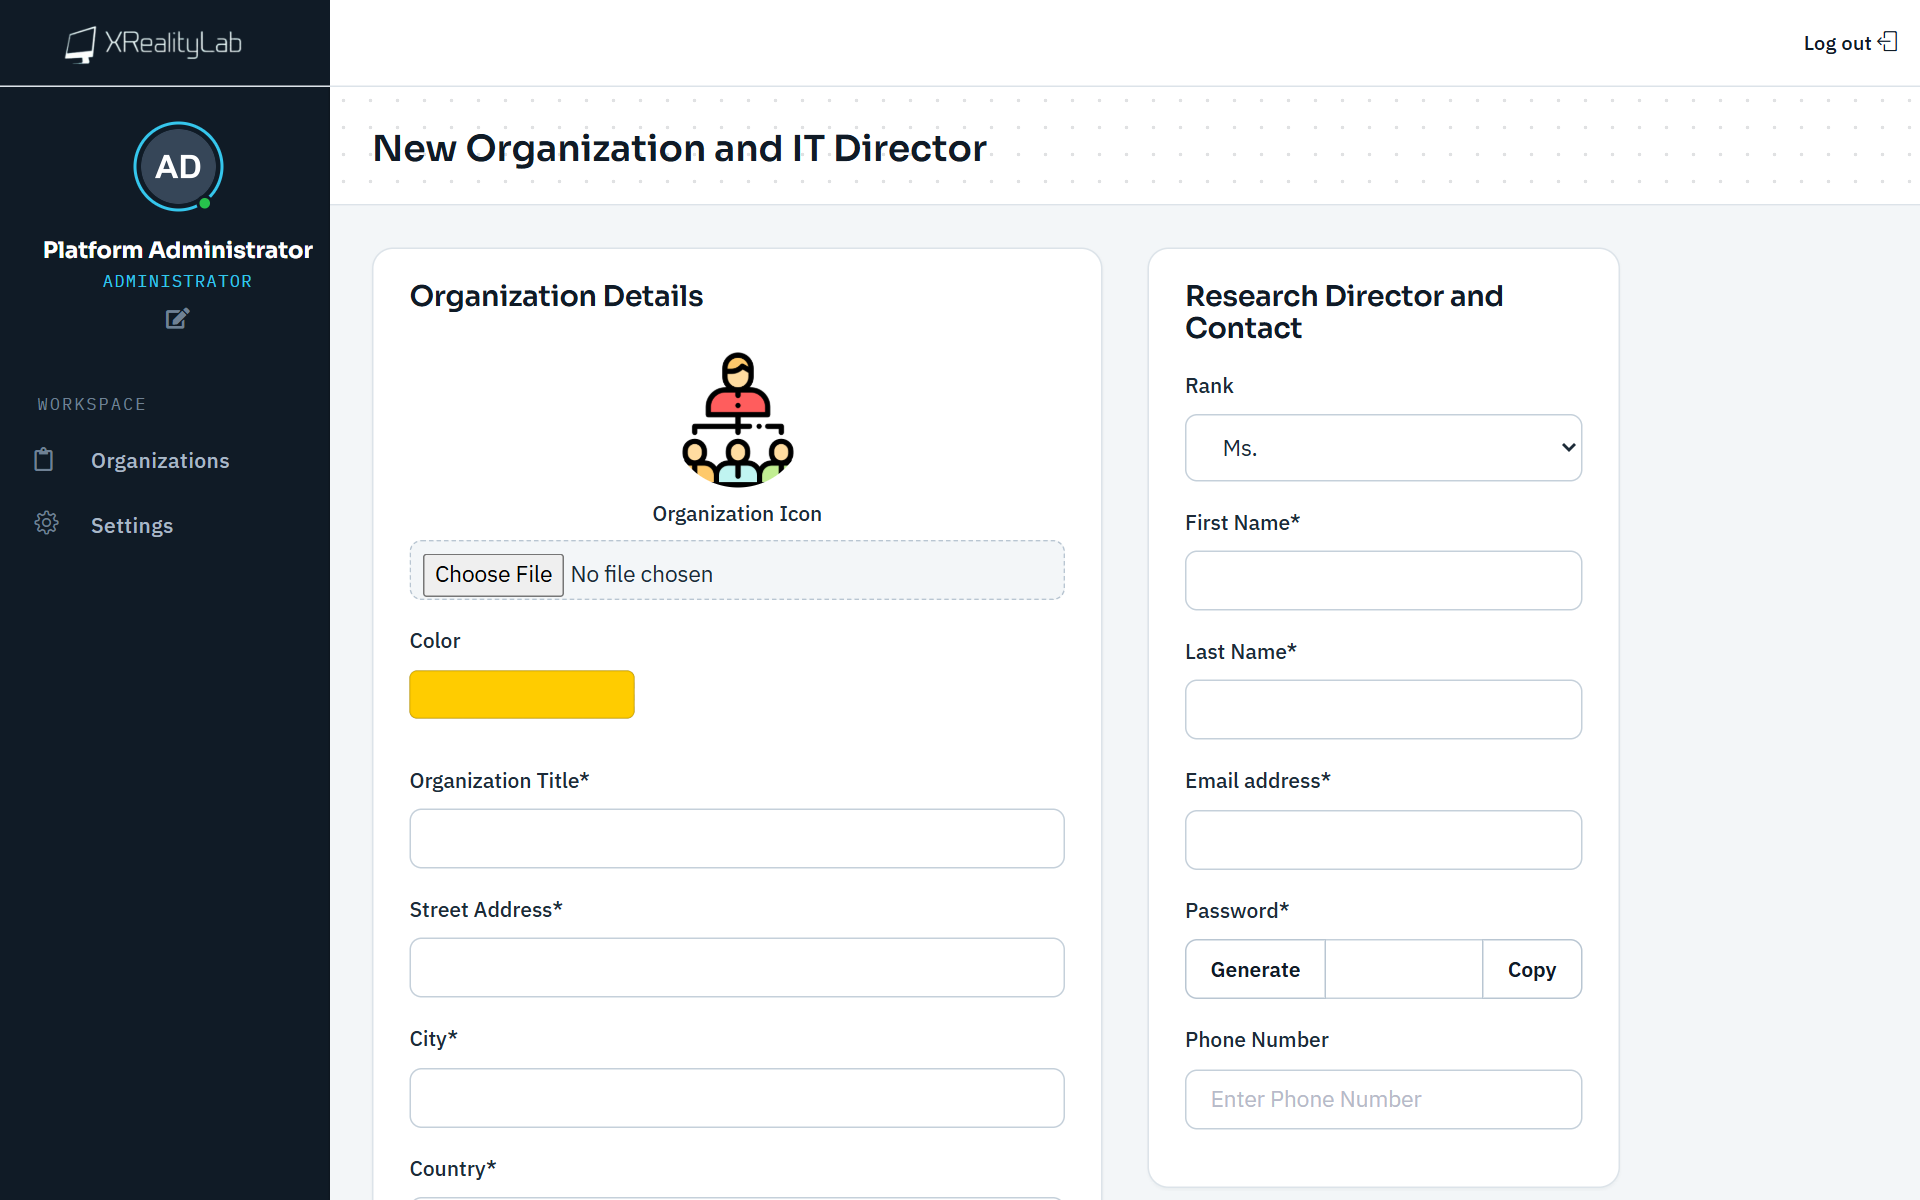 XRealityLab
Log out
AD
Platform Administrator
ADMINISTRATOR
WORKSPACE
Organizations
Settings
New Organization and IT Director
Organization Details
Organization Icon
Choose File No file chosen
Color
Organization Title*
Street Address*
City*
Country*
Research Director and
Contact
Rank
Ms.
First Name*
Last Name*
Email address*
Password*
Generate
Copy
Phone Number
Enter Phone Number